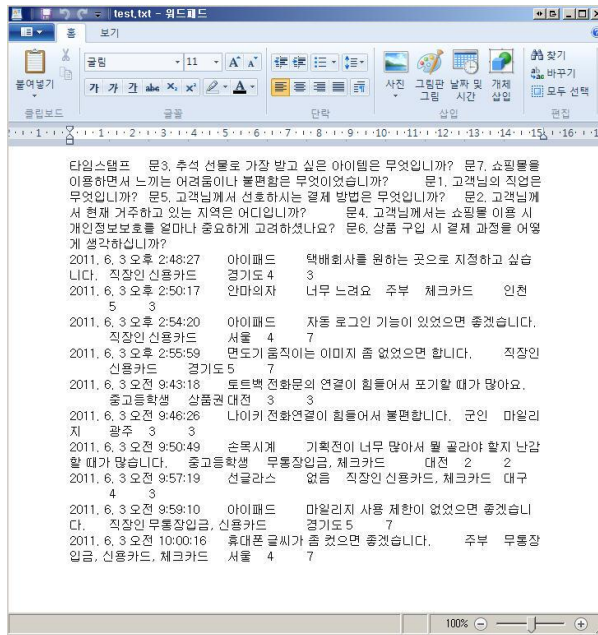 test.txt - 워드패드
홈 보기
붙여넣기
굴림 11
가 가 가 abc X₂ X² A
사진 그림판 그림 날짜 및 시간 개체 삽입
찾기
바꾸기
모두 선택
클립보드 글꼴 단락 삽입 편집
1 1 2 3 4 5 6 7 8 9 10 11 12 13 14 15 16
타임스탬프 문3. 추석 선물로 가장 받고 싶은 아이템은 무엇입니까? 문7. 쇼핑몰을
이용하면서 느끼는 어려움이나 불편함은 무엇이었습니까? 문1. 고객님의 직업은
무엇입니까? 문5. 고객님께서 선호하시는 결제 방법은 무엇입니까? 문2. 고객님께
서 현재 거주하고 있는 지역은 어디입니까? 문4. 고객님께서는 쇼핑몰 이용 시
개인정보보호를 얼마나 중요하게 고려하셨나요? 문6. 상품 구입 시 결제 과정을 어떻
게 생각하십니까?
2011. 6. 3 오후 2:48:27 아이패드 택배회사를 원하는 곳으로 지정하고 싶습
니다. 직장인 신용카드 경기도 4 3
2011. 6. 3 오후 2:50:17 안마의자 너무 느려요 주부 체크카드 인천
5 3
2011. 6. 3 오후 2:54:20 아이패드 자동 로그인 기능이 있었으면 좋겠습니다.
직장인 신용카드 서울 4 7
2011. 6. 3 오후 2:55:59 면도기 움직이는 이미지 좀 없었으면 합니다. 직장인
신용카드 경기도 5 7
2011. 6. 3 오전 9:43:18 토트백 전화문의 연결이 힘들어서 포기할 때가 많아요.
중고등학생 상품권 대전 3 3
2011. 6. 3 오전 9:46:26 나이키 전화연결이 힘들어서 불편합니다. 군인 마일리
지 광주 3 3
2011. 6. 3 오전 9:50:49 손목시계 기획전이 너무 많아서 뭘 골라야 할지 난감
할 때가 많습니다. 중고등학생 무통장입금, 체크카드 대전 2 2
2011. 6. 3 오전 9:57:19 선글라스 없음 직장인 신용카드, 체크카드 대구
4 3
2011. 6. 3 오전 9:59:10 아이패드 마일리지 사용 제한이 없었으면 좋겠습니
다. 직장인 무통장입금, 신용카드 경기도 5 7
2011. 6. 3 오전 10:00:16 휴대폰 글씨가 좀 컸으면 좋겠습니다. 주부 무통장
입금, 신용카드, 체크카드 서울 4 7
100%